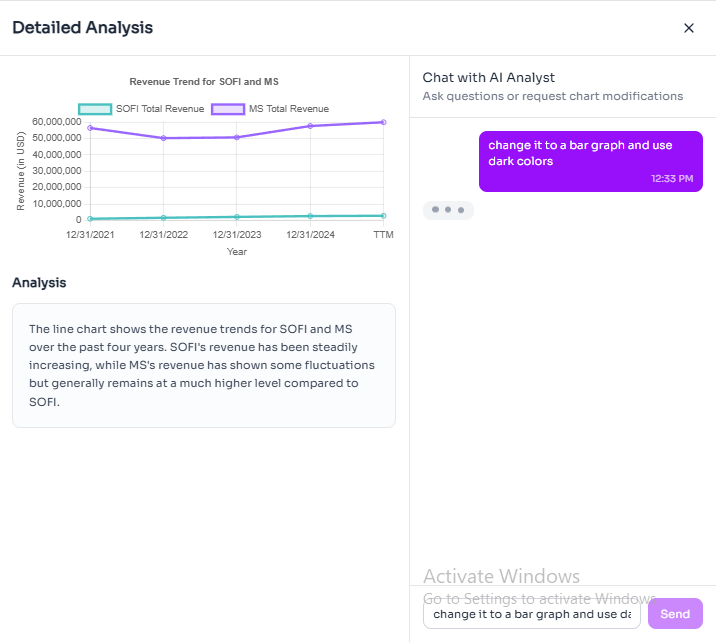 Detailed Analysis
Revenue Trend for SOFI and MS
SOFI Total Revenue
MS Total Revenue
Revenue (in USD)
60,000,000
50,000,000
40,000,000
30,000,000
20,000,000
10,000,000
0
12/31/2021
12/31/2022
12/31/2023
12/31/2024
TTM
Year
Analysis
The line chart shows the revenue trends for SOFI and MS
over the past four years. SOFI's revenue has been steadily
increasing, while MS's revenue has shown some fluctuations
but generally remains at a much higher level compared to
SOFI.
Chat with AI Analyst
Ask questions or request chart modifications
change it to a bar graph and use
dark colors
12:33 PM
Activate Windows
Go to Settings to activate Windows.
change it to a bar graph and use da
Send